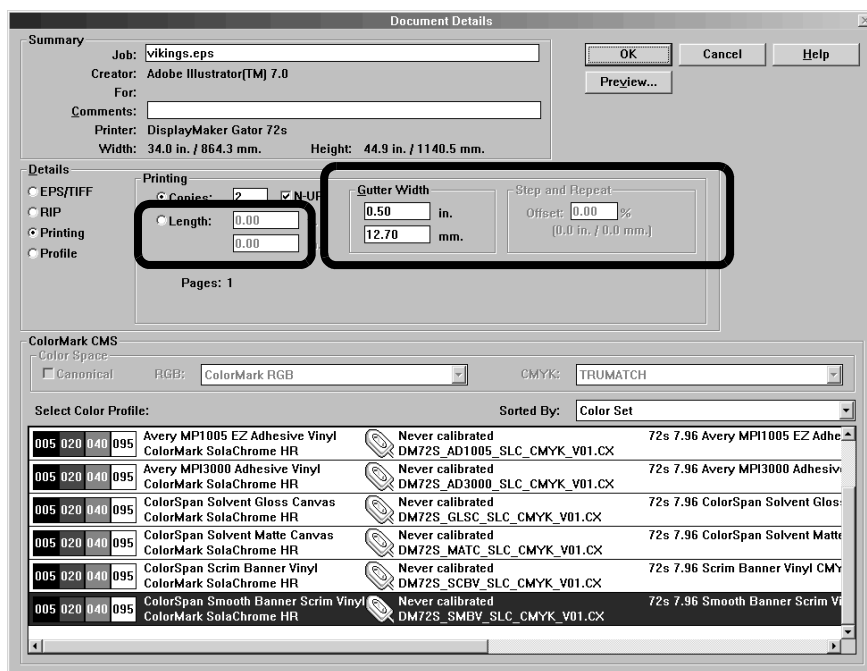 Document Details
Summary
Job: vikings.eps
Creator: Adobe Illustrator(TM) 7.0
For:
Comments:
Printer: DisplayMaker Gator 72s
Width: 34.0 in. / 864.3 mm. Height: 44.9 in. / 1140.5 mm.
OK Cancel Help
Preview...
Details
EPS/TIFF
RIP
Printing
Profile
Printing
Copies: 2 N-UP
Length: 0.00
0.00
Pages: 1
Gutter Width
0.50 in.
12.70 mm.
Step and Repeat
Offset: 0.00 %
(0.0 in. / 0.0 mm.)
ColorMark CMS
Color Space
Canonical RGB: ColorMark RGB CMYK: TRUMATCH
Select Color Profile: Sorted By: Color Set
005 020 040 095 Avery MP1005 EZ Adhesive Vinyl Never calibrated 72s 7.96 Avery MPI1005 EZ Adhe
ColorMark SolaChrome HR DM72S_AD1005_SLC_CMYK_V01.CX
005 020 040 095 Avery MPI3000 Adhesive Vinyl Never calibrated 72s 7.96 Avery MPI3000 Adhesiv
ColorMark SolaChrome HR DM72S_AD3000_SLC_CMYK_V01.CX
005 020 040 095 ColorSpan Solvent Gloss Canvas Never calibrated 72s 7.96 ColorSpan Solvent Glos
ColorMark SolaChrome HR DM72S_GLSC_SLC_CMYK_V01.CX
005 020 040 095 ColorSpan Solvent Matte Canvas Never calibrated 72s 7.96 ColorSpan Solvent Matte
ColorMark SolaChrome HR DM72S_MATC_SLC_CMYK_V01.CX
005 020 040 095 ColorSpan Scrim Banner Vinyl Never calibrated 72s 7.96 Scrim Banner Vinyl CMY
ColorMark SolaChrome HR DM72S_SCBV_SLC_CMYK_V01.CX
005 020 040 095 ColorSpan Smooth Banner Scrim Vinyl Never calibrated 72s 7.96 Smooth Banner Scrim Vi
ColorMark SolaChrome HR DM72S_SMBV_SLC_CMYK_V01.CX